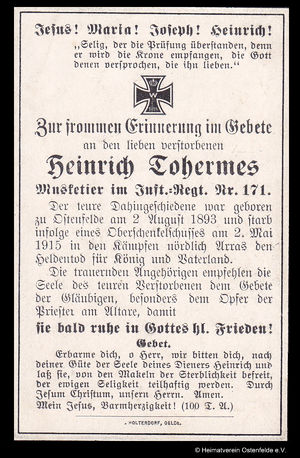 Jesus! Maria! Joseph! Heinrich!
„Selig, der die Prüfung überstanden, denn
er wird die Krone empfangen, die Gott
denen versprochen, die ihn lieben."
W
1914
Zur frommen Erinnerung im Gebete
an den lieben verstorbenen
Heinrich Tohermes
Musketier im Inft.-Regt. Nr. 171.
Der teure Dahingeschiedene war geboren
zu Ostenfelde am 2 August 1893 und starb
infolge eines Oberschenkelschusses am 2. Mai
1915 in den Kämpfen nördlich Arras den
Heldentod für König und Vaterland.
Die trauernden Angehörigen empfehlen die
Seele des teuren Verstorbenen dem Gebete
der Gläubigen, besonders dem Opfer der
Priester am Altare, damit
sie bald ruhe in Gottes hl. Frieden!
Gebet.
Erbarme dich, o Herr, wir bitten dich, nach
deiner Güte der Seele deines Dieners Heinrich und
laß sie, von den Makeln der Sterblichkeit befreit,
der ewigen Seligkeit teilhaftig werden. Durch
Jesum Christum, unsern Herrn. Amen.
Mein Jesus, Barmherzigkeit! (100 T. A.)
HOLTERDORF, OELDE.
© Heimatverein Ostenfelde e.V.